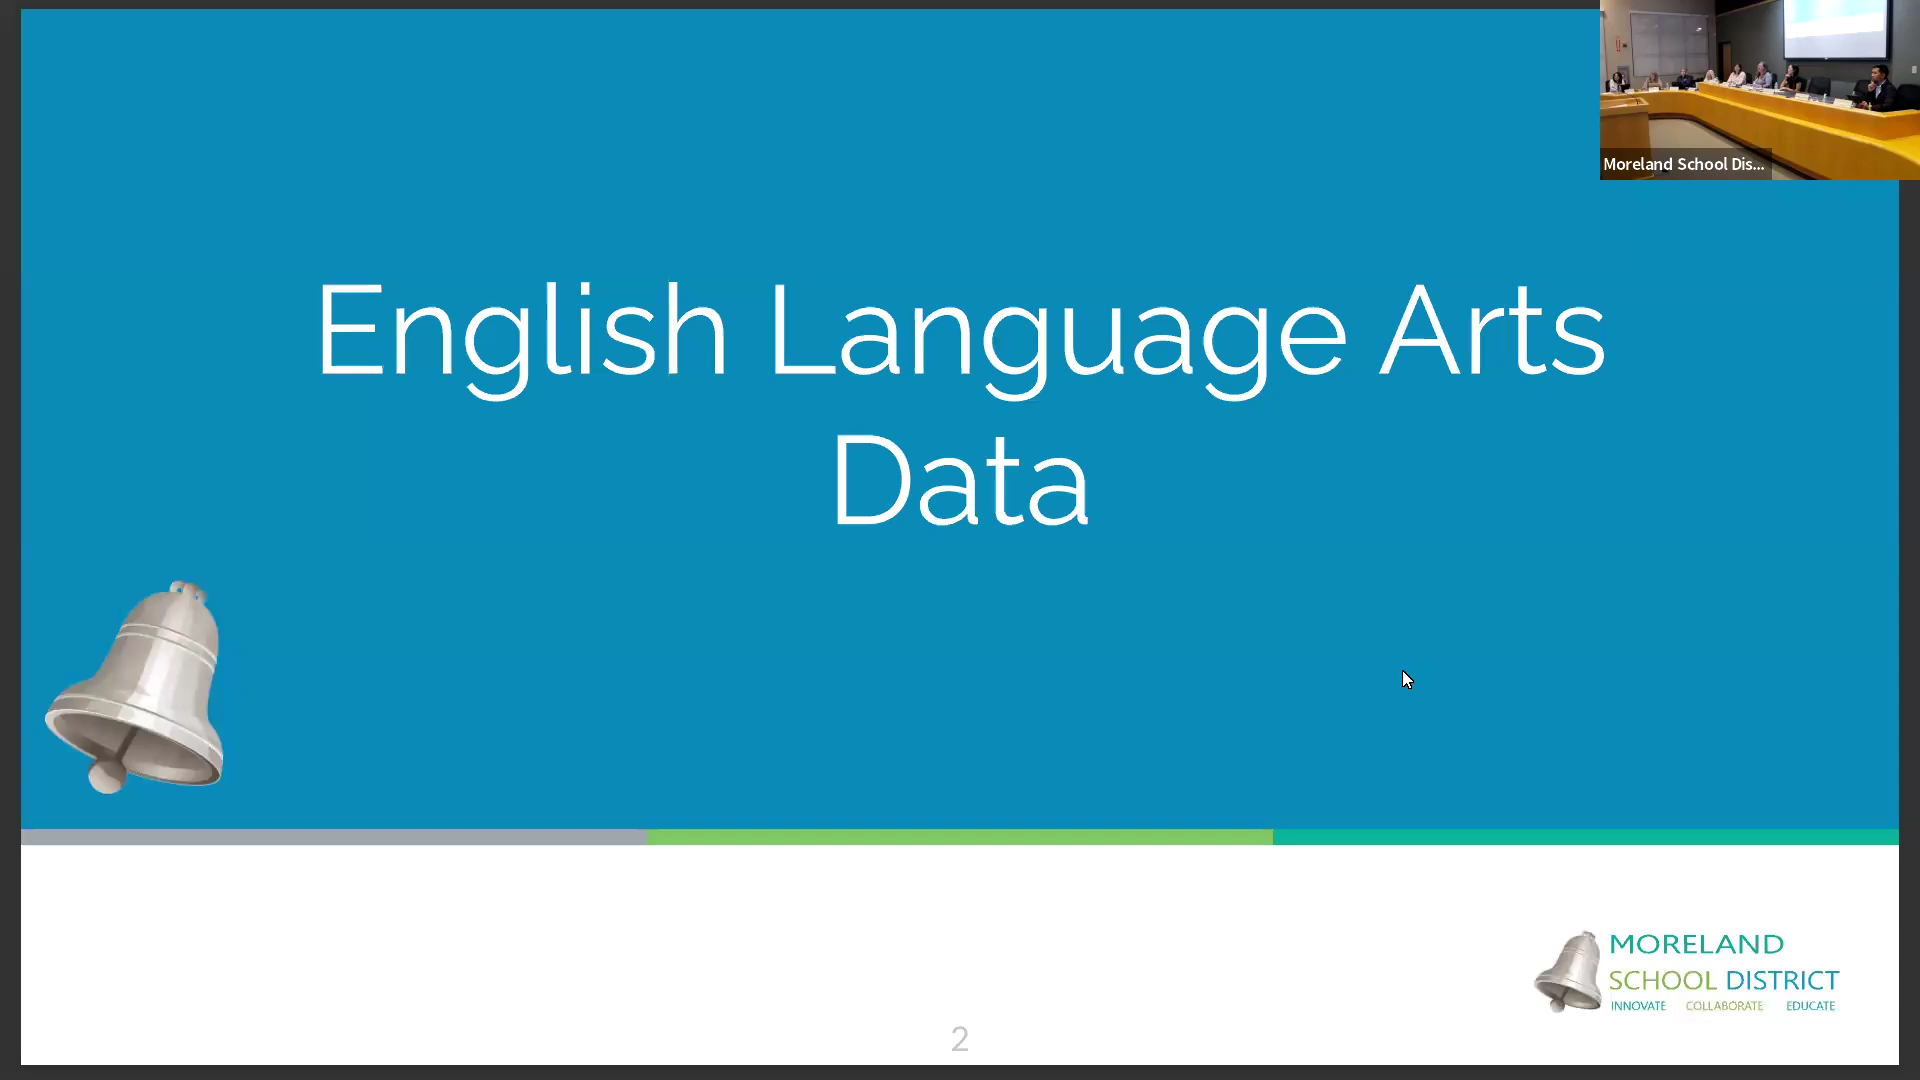 Moreland School Dis...
English Language Arts
Data
MORELAND
SCHOOL DISTRICT
INNOVATE COLLABORATE EDUCATE
2